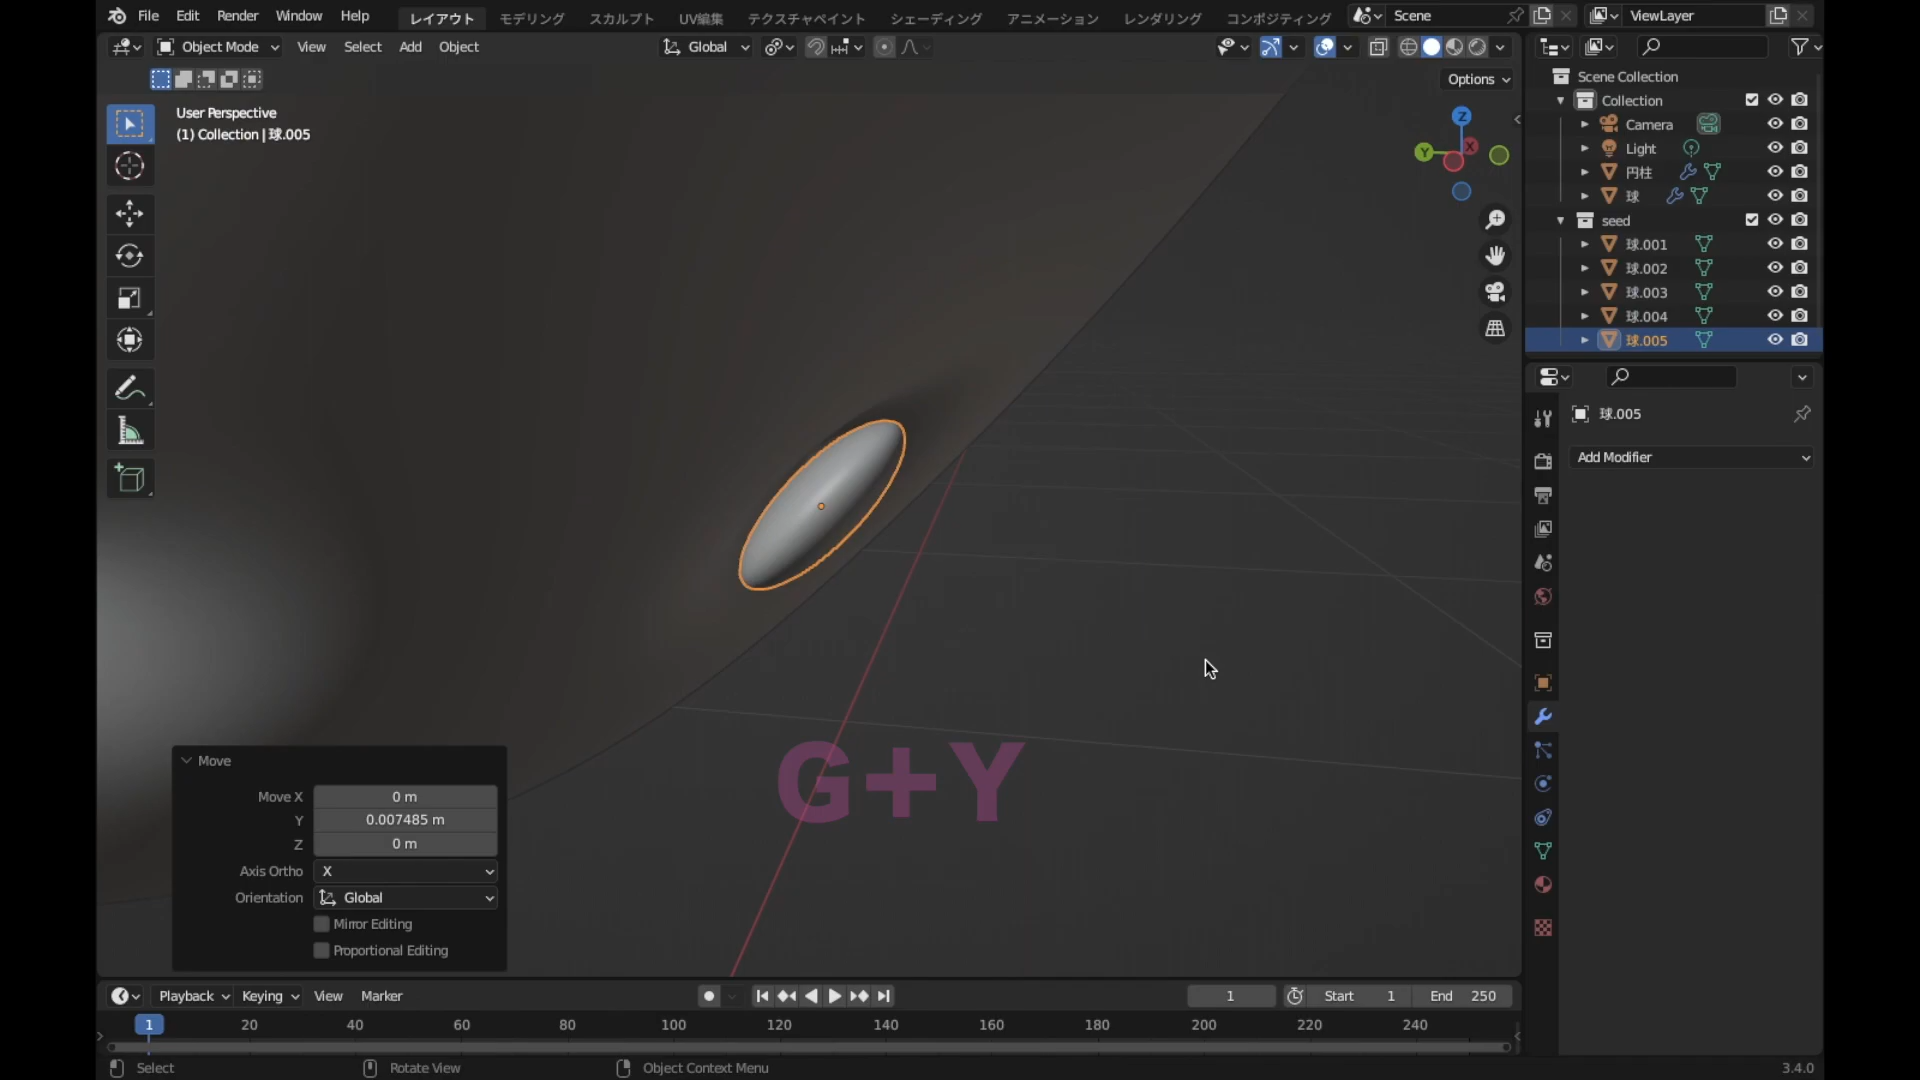 File Edit Render Window Help レイアウト モデリング スカルプト UV編集 テクスチャペイント シェーディング アニメーション レンダリング コンポジティング Scene ViewLayer
Object Mode View Select Add Object Global
Options
User Perspective
(1) Collection | 球.005
Z
Y
X
Scene Collection
Collection
Camera
Light
円柱
球
seed
球.001
球.002
球.003
球.004
球.005
球.005
Add Modifier
G+Y
Move
Move X 0 m
Y 0.007485 m
Z 0 m
Axis Ortho X
Orientation Global
Mirror Editing
Proportional Editing
Playback Keying View Marker 1 Start 1 End 250
1 20 40 60 80 100 120 140 160 180 200 220 240
Select Rotate View Object Context Menu 3.4.0